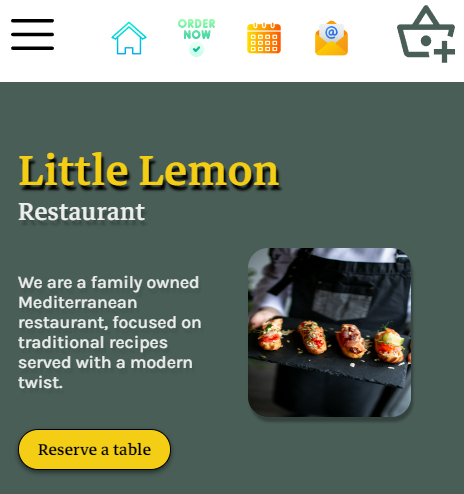 ORDER
NOW
@
Little Lemon
Restaurant
We are a family owned
Mediterranean
restaurant, focused on
traditional recipes
served with a modern
twist.
Reserve a table